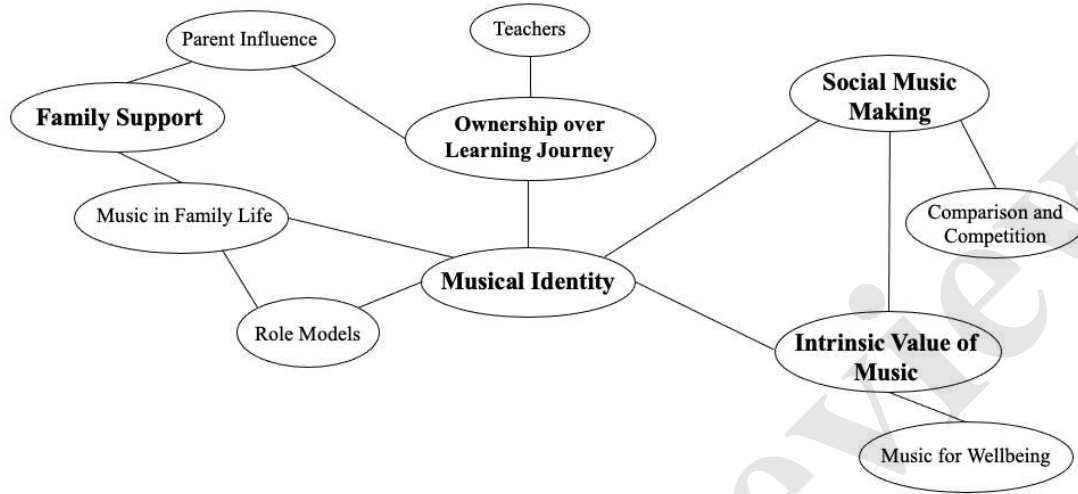 Parent Influence
Teachers
Family Support
Ownership over
Learning Journey
Social Music
Making
Music in Family Life
Comparison and
Competition
Musical Identity
Role Models
Intrinsic Value of
Music
Music for Wellbeing